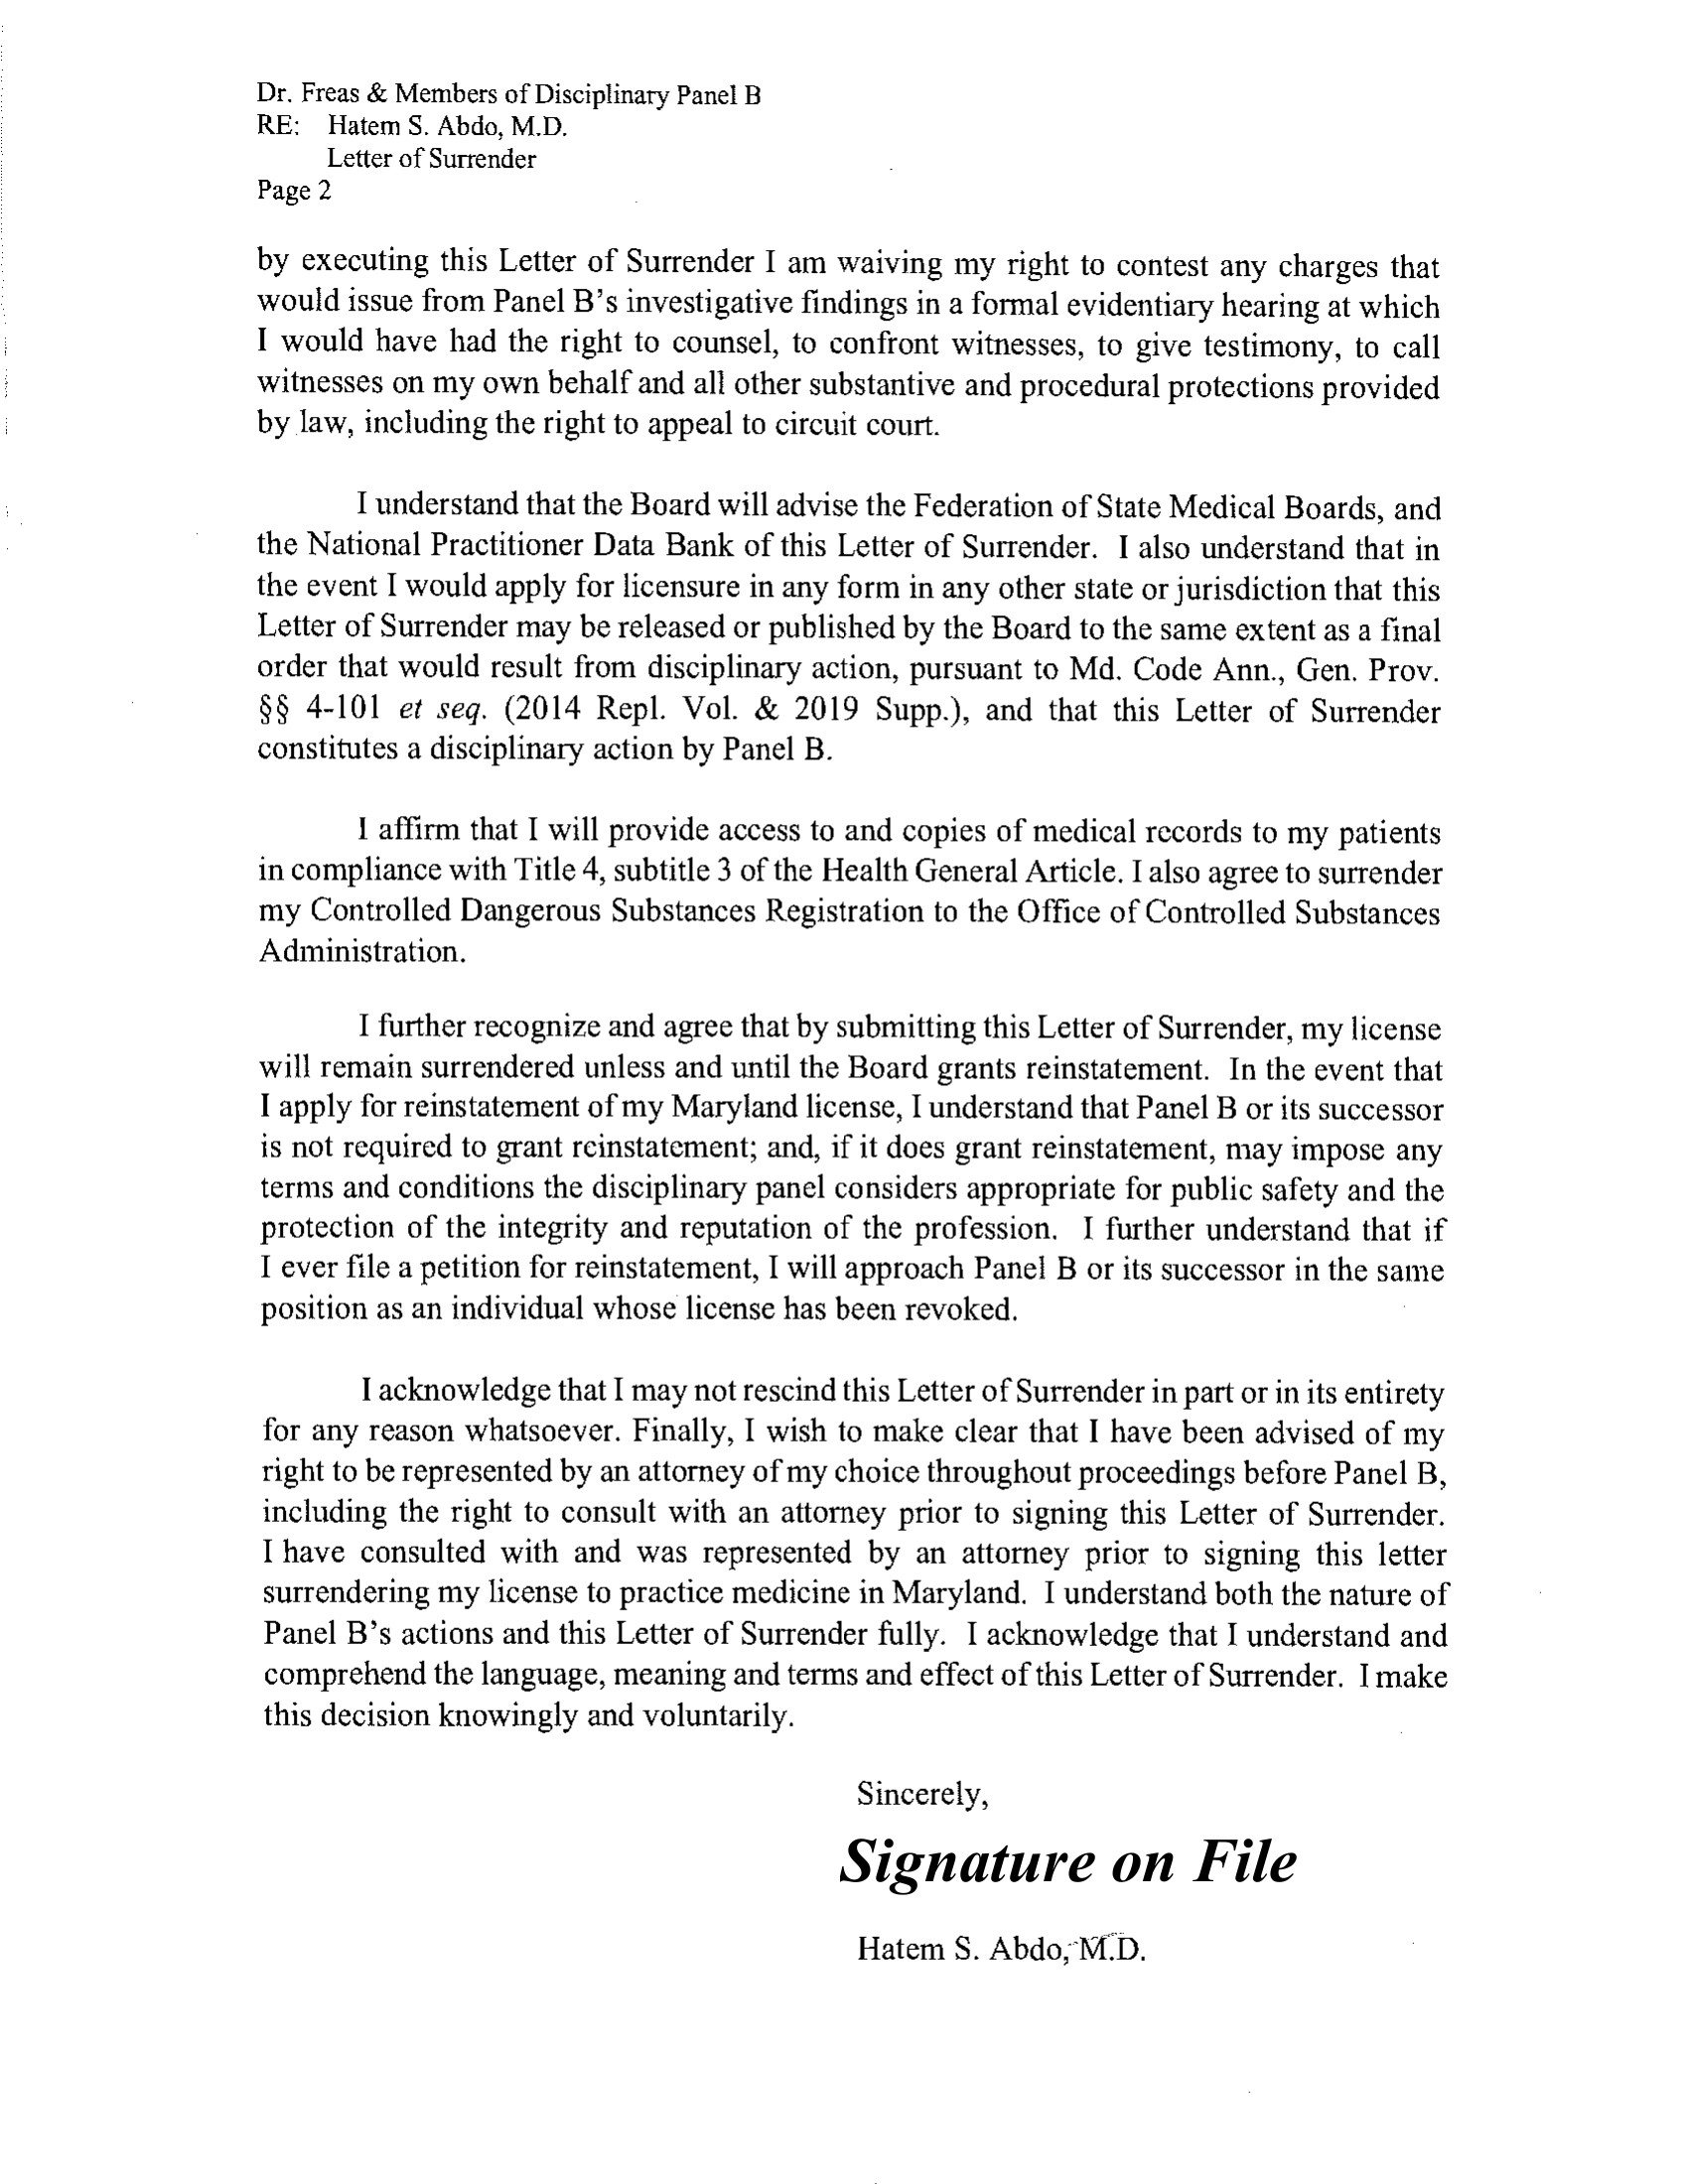 Dr. Freas & Members of Disciplinary Panel B
RE: Hatem S. Abdo, M.D.
Letter of Surrender
Page 2
by executing this Letter of Surrender I am waiving my right to contest any charges that
would issue from Panel B's investigative findings in a formal evidentiary hearing at which
I would have had the right to counsel, to confront witnesses, to give testimony, to call
witnesses on my own behalf and all other substantive and procedural protections provided
by law, including the right to appeal to circuit court.
I understand that the Board will advise the Federation of State Medical Boards, and
the National Practitioner Data Bank of this Letter of Surrender. I also understand that in
the event I would apply for licensure in any form in any other state or jurisdiction that this
Letter of Surrender may be released or published by the Board to the same extent as a final
order that would result from disciplinary action, pursuant to Md. Code Ann., Gen. Prov.
§§ 4-101 et seq. (2014 Repl. Vol. & 2019 Supp.), and that this Letter of Surrender
constitutes a disciplinary action by Panel B.
I affirm that I will provide access to and copies of medical records to my patients
in compliance with Title 4, subtitle 3 of the Health General Article. I also agree to surrender
my Controlled Dangerous Substances Registration to the Office of Controlled Substances
Administration.
I further recognize and agree that by submitting this Letter of Surrender, my license
will remain surrendered unless and until the Board grants reinstatement. In the event that
I apply for reinstatement of my Maryland license, I understand that Panel B or its successor
is not required to grant reinstatement; and, if it does grant reinstatement, may impose any
terms and conditions the disciplinary panel considers appropriate for public safety and the
protection of the integrity and reputation of the profession. I further understand that if
I ever file a petition for reinstatement, I will approach Panel B or its successor in the same
position as an individual whose license has been revoked.
I acknowledge that I may not rescind this Letter of Surrender in part or in its entirety
for any reason whatsoever. Finally, I wish to make clear that I have been advised of my
right to be represented by an attorney of my choice throughout proceedings before Panel B,
including the right to consult with an attorney prior to signing this Letter of Surrender.
I have consulted with and was represented by an attorney prior to signing this letter
surrendering my license to practice medicine in Maryland. I understand both the nature of
Panel B's actions and this Letter of Surrender fully. I acknowledge that I understand and
comprehend the language, meaning and terms and effect of this Letter of Surrender. I make
this decision knowingly and voluntarily.
Sincerely,
Signature on File
Hatem S. Abdo, M.D.